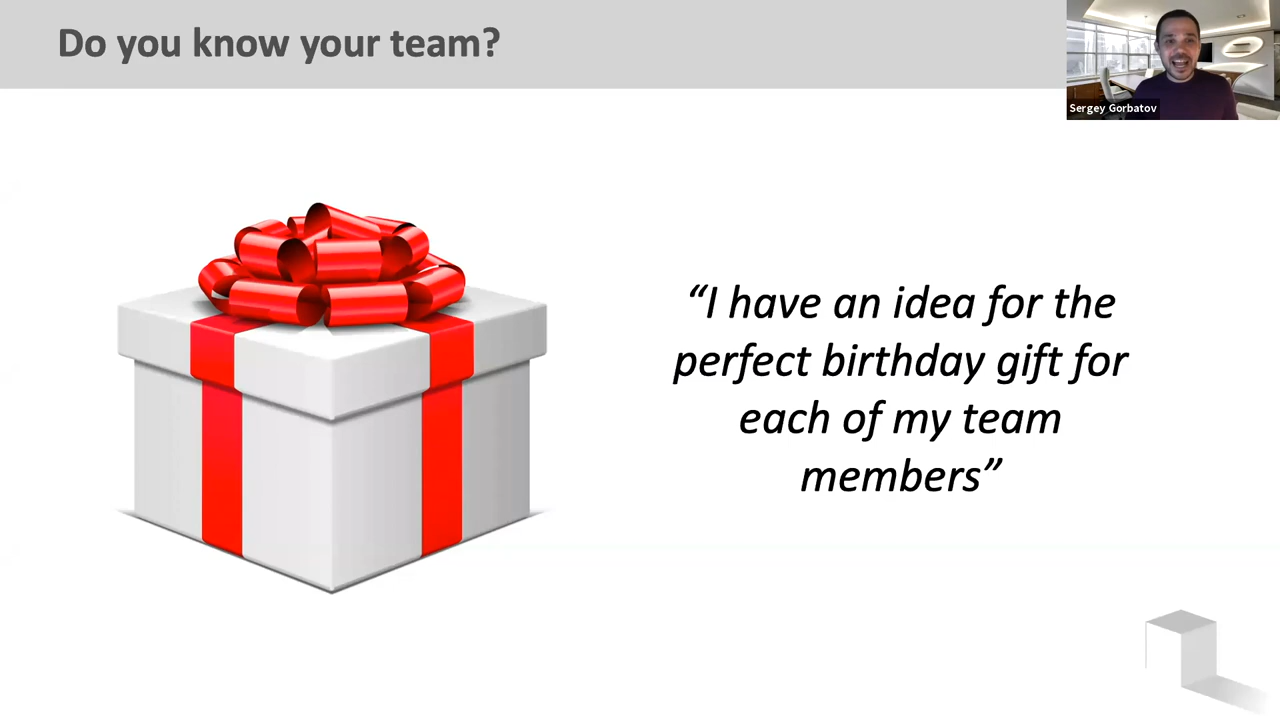 Do you know your team?
Sergey Gorbatov
“I have an idea for the
perfect birthday gift for
each of my team
members”